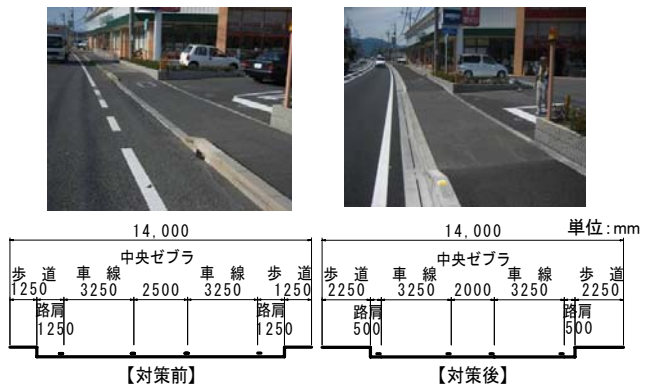 単位:mm
14,000
中央ゼブラ
歩道 車線 車線 歩道
1250 3250 2500 3250 1250
路肩 路肩
1250 1250
【対策前】
14,000
中央ゼブラ
歩道 車線 車線 歩道
2250 3250 2000 3250 2250
路肩 路肩
500 500
【対策後】